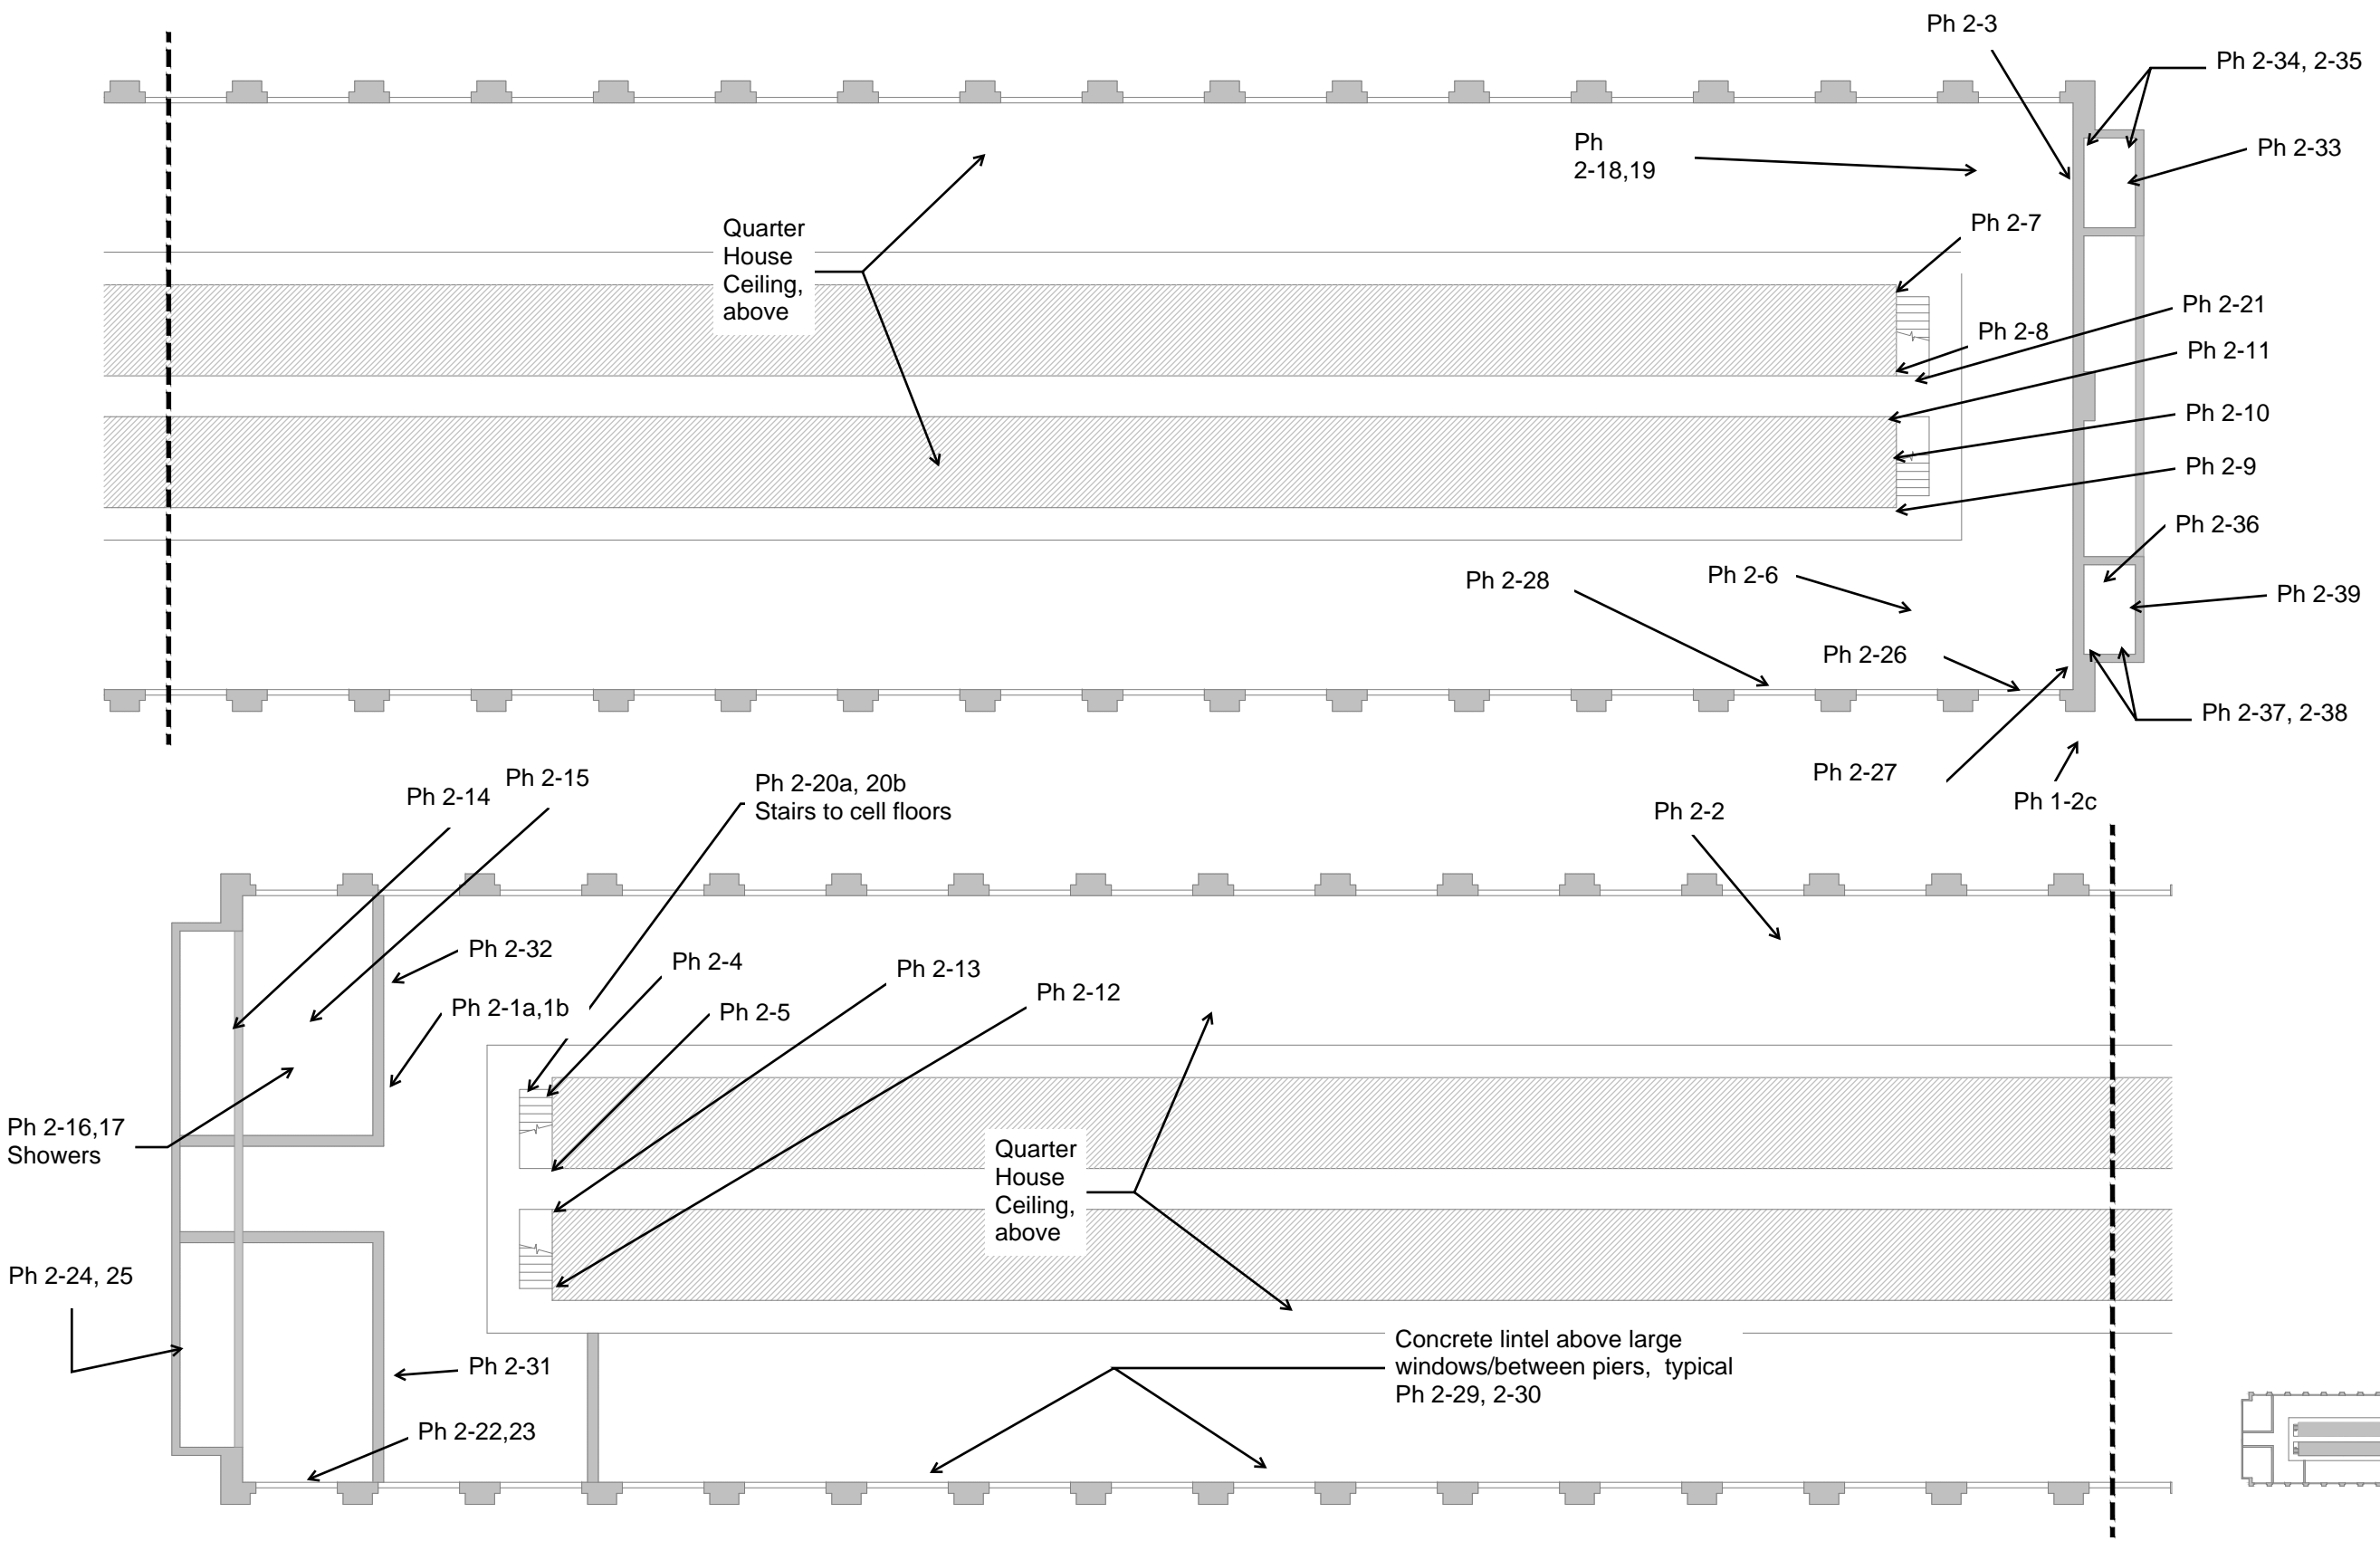 Ph 2-3
Ph 2-34, 2-35
Ph
2-18,19
Ph 2-33
Quarter
House
Ceiling,
above
Ph 2-7
Ph 2-21
Ph 2-8
Ph 2-11
Ph 2-10
Ph 2-9
Ph 2-36
Ph 2-28
Ph 2-6
Ph 2-39
Ph 2-26
Ph 2-37, 2-38
Ph 2-27
Ph 1-2c
Ph 2-14
Ph 2-15
Ph 2-20a, 20b
Stairs to cell floors
Ph 2-2
Ph 2-32
Ph 2-4
Ph 2-13
Ph 2-12
Ph 2-1a,1b
Ph 2-5
Ph 2-16,17
Showers
Quarter
House
Ceiling,
above
Ph 2-24, 25
Ph 2-31
Concrete lintel above large
windows/between piers, typical
Ph 2-29, 2-30
Ph 2-22,23